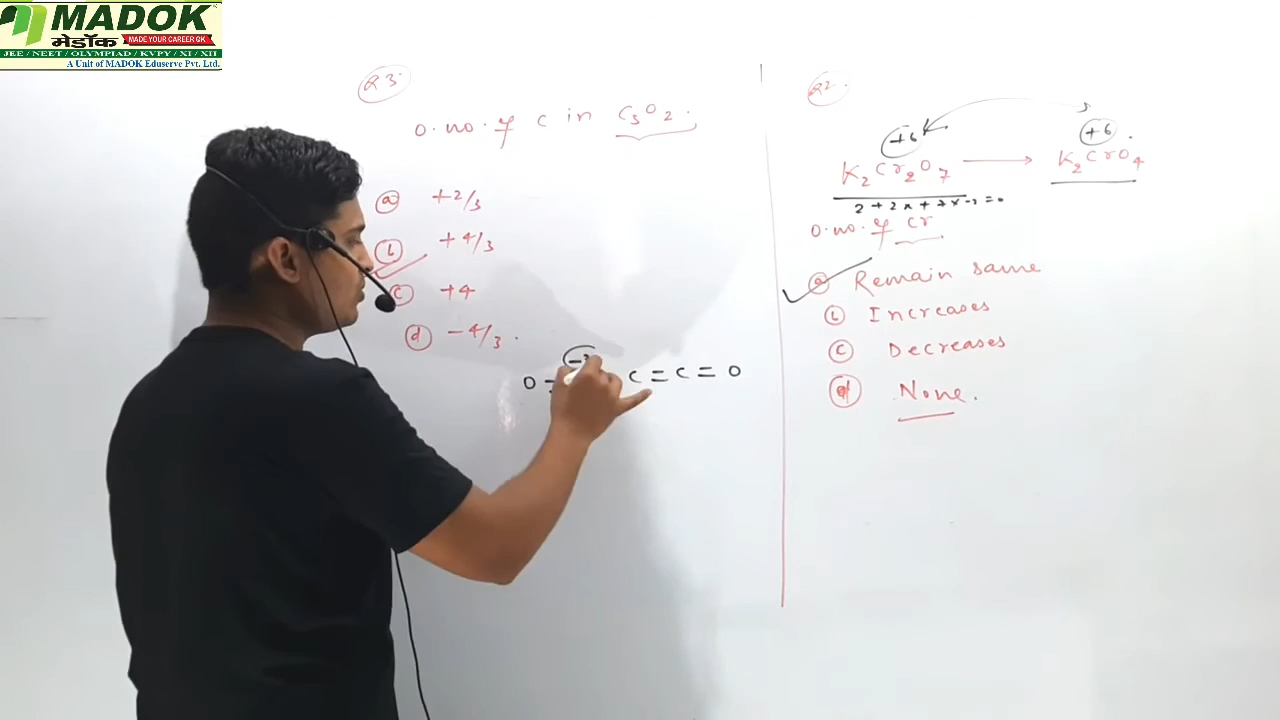 MADOK
मेडॉक MADE YOUR CAREER GK
JEE / NEET / OLYMPIAD / KVPY / XI / XII
A Unit of MADOK Eduserve Pvt. Ltd.
Q3.
O.no. of C in C3O2.
(a) +2/3
(b) +4/3
(c) +4
(d) -4/3.
O = C = C = O
Q2.
+6 +6.
K2Cr2O7 ⟶ K2CrO4
2+2x+7x-2=0
O.no. of Cr
(a) Remain same
(b) Increases
(c) Decreases
(d) None.